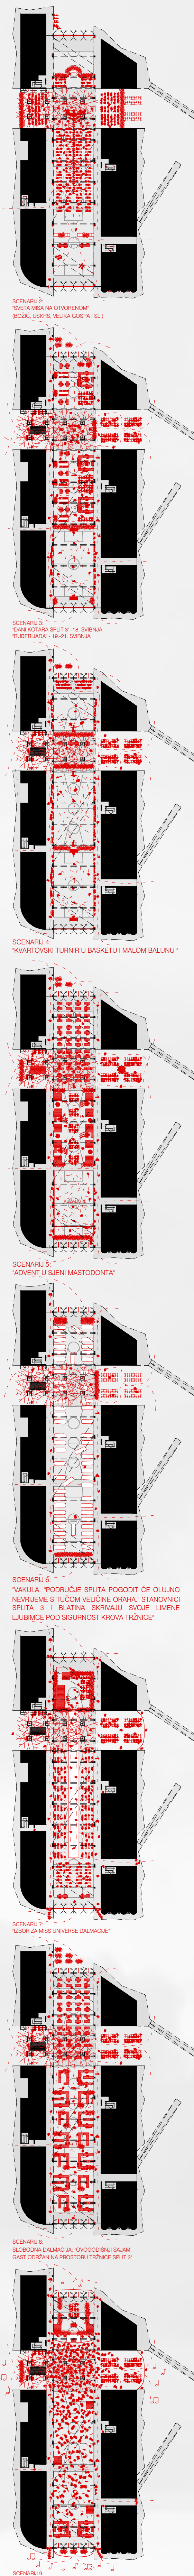 SCENARIJ 2:
"SVETA MISA NA OTVORENOM"
(BOŽIĆ, USKRS, VELIKA GOSPA I SL.)
SCENARIJ 3:
"DANI KOTARA SPLIT 3" -18. SVIBNJA
"RUĐERIJADA" - 19.-21. SVIBNJA
SCENARIJ 4:
"KVARTOVSKI TURNIR U BASKETU I MALOM BALUNU "
SCENARIJ 5:
"ADVENT U SJENI MASTODONTA"
SCENARIJ 6:
"VAKULA: "PODRUČJE SPLITA POGODIT ĆE OLUJNO
NEVRIJEME S TUČOM VELIČINE ORAHA." STANOVNICI
SPLITA 3 I BLATINA SKRIVAJU SVOJE LIMENE
LJUBIMCE POD SIGURNOST KROVA TRŽNICE"
SCENARIJ 7:
"IZBOR ZA MISS UNIVERSE DALMACIJE"
SCENARIJ 8:
SLOBODNA DALMACIJA: "OVOGODIŠNJI SAJAM
GAST ODRŽAN NA PROSTORU TRŽNICE SPLIT 3"
SCENARIJ 9: